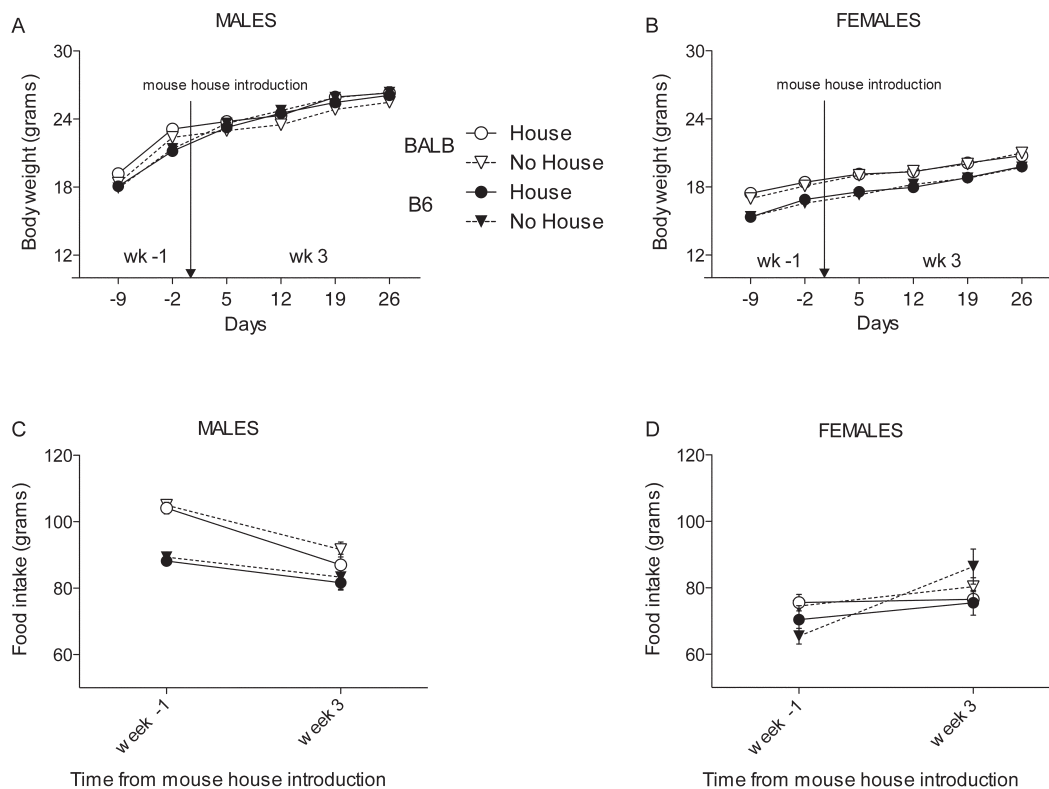 A
MALES
30
24
18
12
Bodyweight (grams)
mouse house introduction
wk -1
wk 3
-9
-2
5
12
19
26
Days
BALB
House
No House
B6
House
No House
B
FEMALES
30
24
18
12
Bodyweight (grams)
mouse house introduction
wk -1
wk 3
-9
-2
5
12
19
26
Days
C
MALES
120
100
80
60
Food intake (grams)
week -1
week 3
Time from mouse house introduction
D
FEMALES
120
100
80
60
Food intake (grams)
week -1
week 3
Time from mouse house introduction